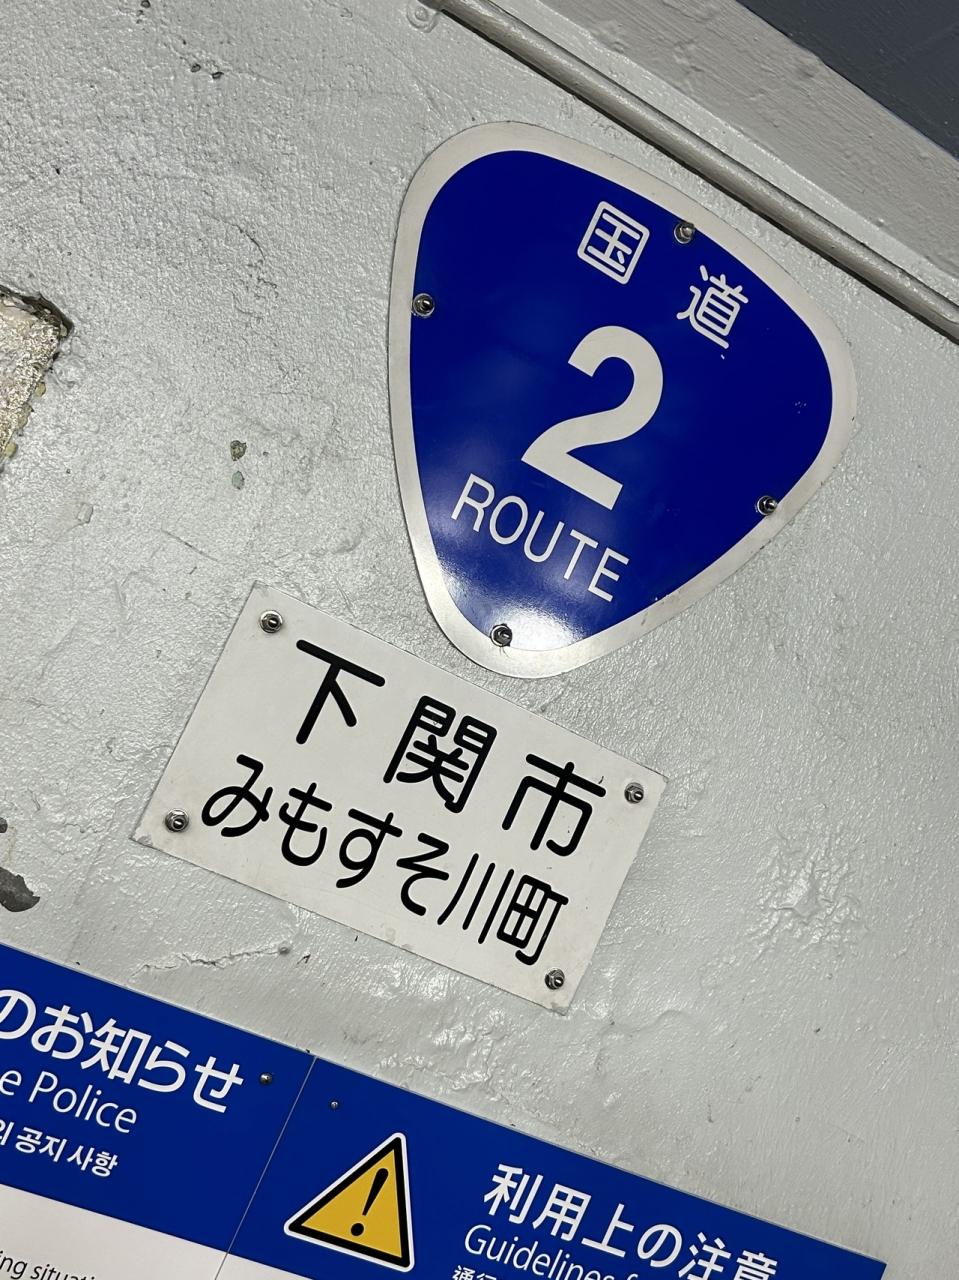 国道
2
ROUTE
下関市
みもすそ川町
のお知らせ
e Police
공지 사항
利用上の注意
Guidelines